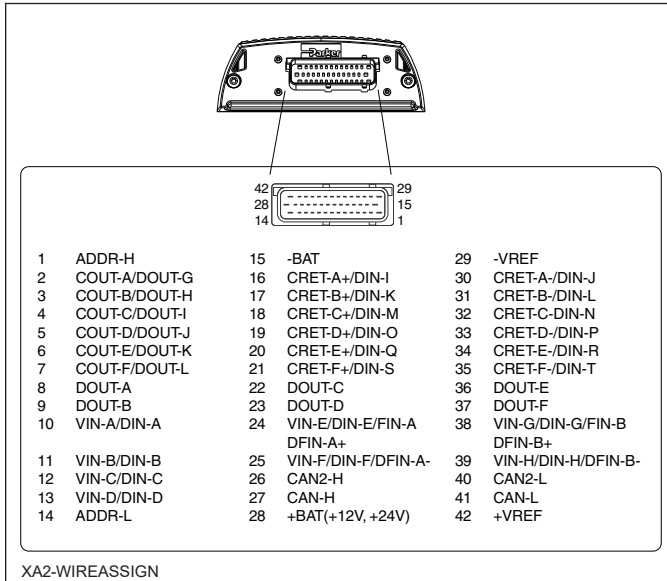 Parker
42 29
28 15
14 1
1 ADDR-H 15 -BAT 29 -VREF
2 COUT-A/DOUT-G 16 CRET-A+/DIN-I 30 CRET-A-/DIN-J
3 COUT-B/DOUT-H 17 CRET-B+/DIN-K 31 CRET-B-/DIN-L
4 COUT-C/DOUT-I 18 CRET-C+/DIN-M 32 CRET-C-DIN-N
5 COUT-D/DOUT-J 19 CRET-D+/DIN-O 33 CRET-D-/DIN-P
6 COUT-E/DOUT-K 20 CRET-E+/DIN-Q 34 CRET-E-/DIN-R
7 COUT-F/DOUT-L 21 CRET-F+/DIN-S 35 CRET-F-/DIN-T
8 DOUT-A 22 DOUT-C 36 DOUT-E
9 DOUT-B 23 DOUT-D 37 DOUT-F
10 VIN-A/DIN-A 24 VIN-E/DIN-E/FIN-A 38 VIN-G/DIN-G/FIN-B
DFIN-A+ DFIN-B+
11 VIN-B/DIN-B 25 VIN-F/DIN-F/DFIN-A- 39 VIN-H/DIN-H/DFIN-B-
12 VIN-C/DIN-C 26 CAN2-H 40 CAN2-L
13 VIN-D/DIN-D 27 CAN-H 41 CAN-L
14 ADDR-L 28 +BAT(+12V, +24V) 42 +VREF
XA2-WIREASSIGN